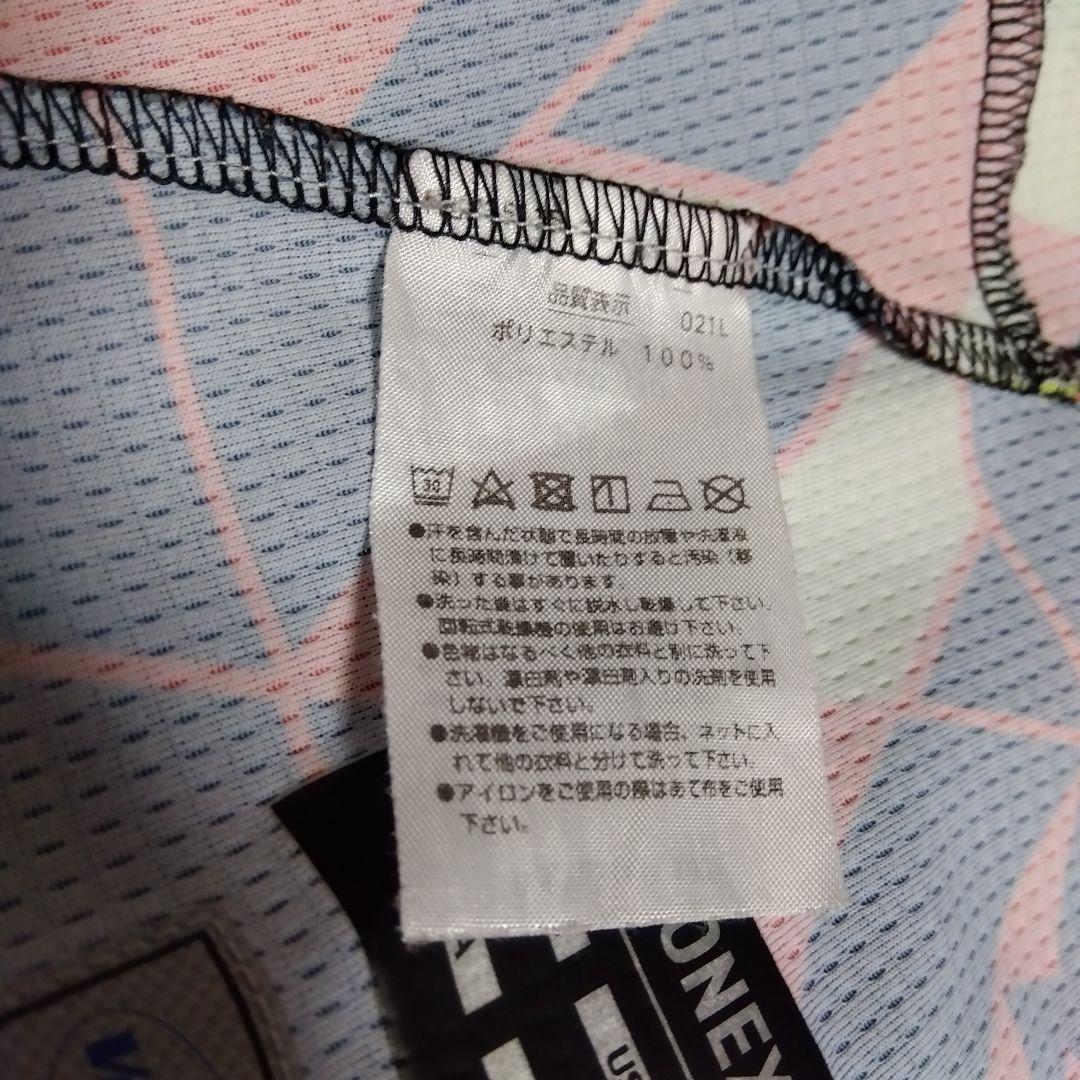 品質表示 021L
ポリエステル 100%
30
●汗を含んだ状態で長時間の放置や洗濯液
に長時間漬けて置いたりすると汚染(移
染)する事があります。
●洗った後はすぐに脱水し乾燥して下さい。
回転式乾燥機の使用はお避け下さい。
●色物はなるべく他の衣料と別に洗って下
さい。漂白剤や漂白剤入りの洗剤を使用
しないで下さい。
●洗濯機をご使用になる場合、ネットに入
れて他の衣料と分けて洗って下さい。
●アイロンをご使用の際はあて布をご使用
下さい。
ONEY
US